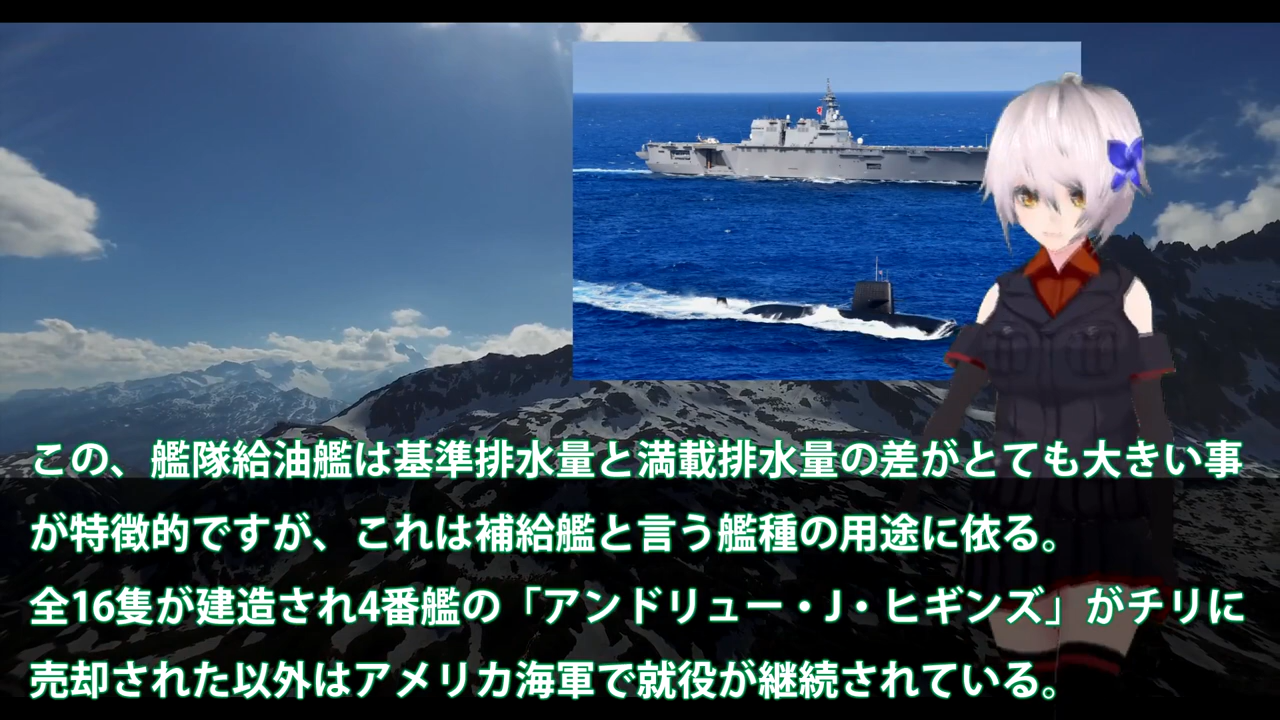 この、艦隊給油艦は基準排水量と満載排水量の差がとても大きい事
が特徴的ですが、これは補給艦と言う艦種の用途に依る。
全16隻が建造され4番艦の「アンドリュー・J・ヒギンズ」がチリに
売却された以外はアメリカ海軍で就役が継続されている。